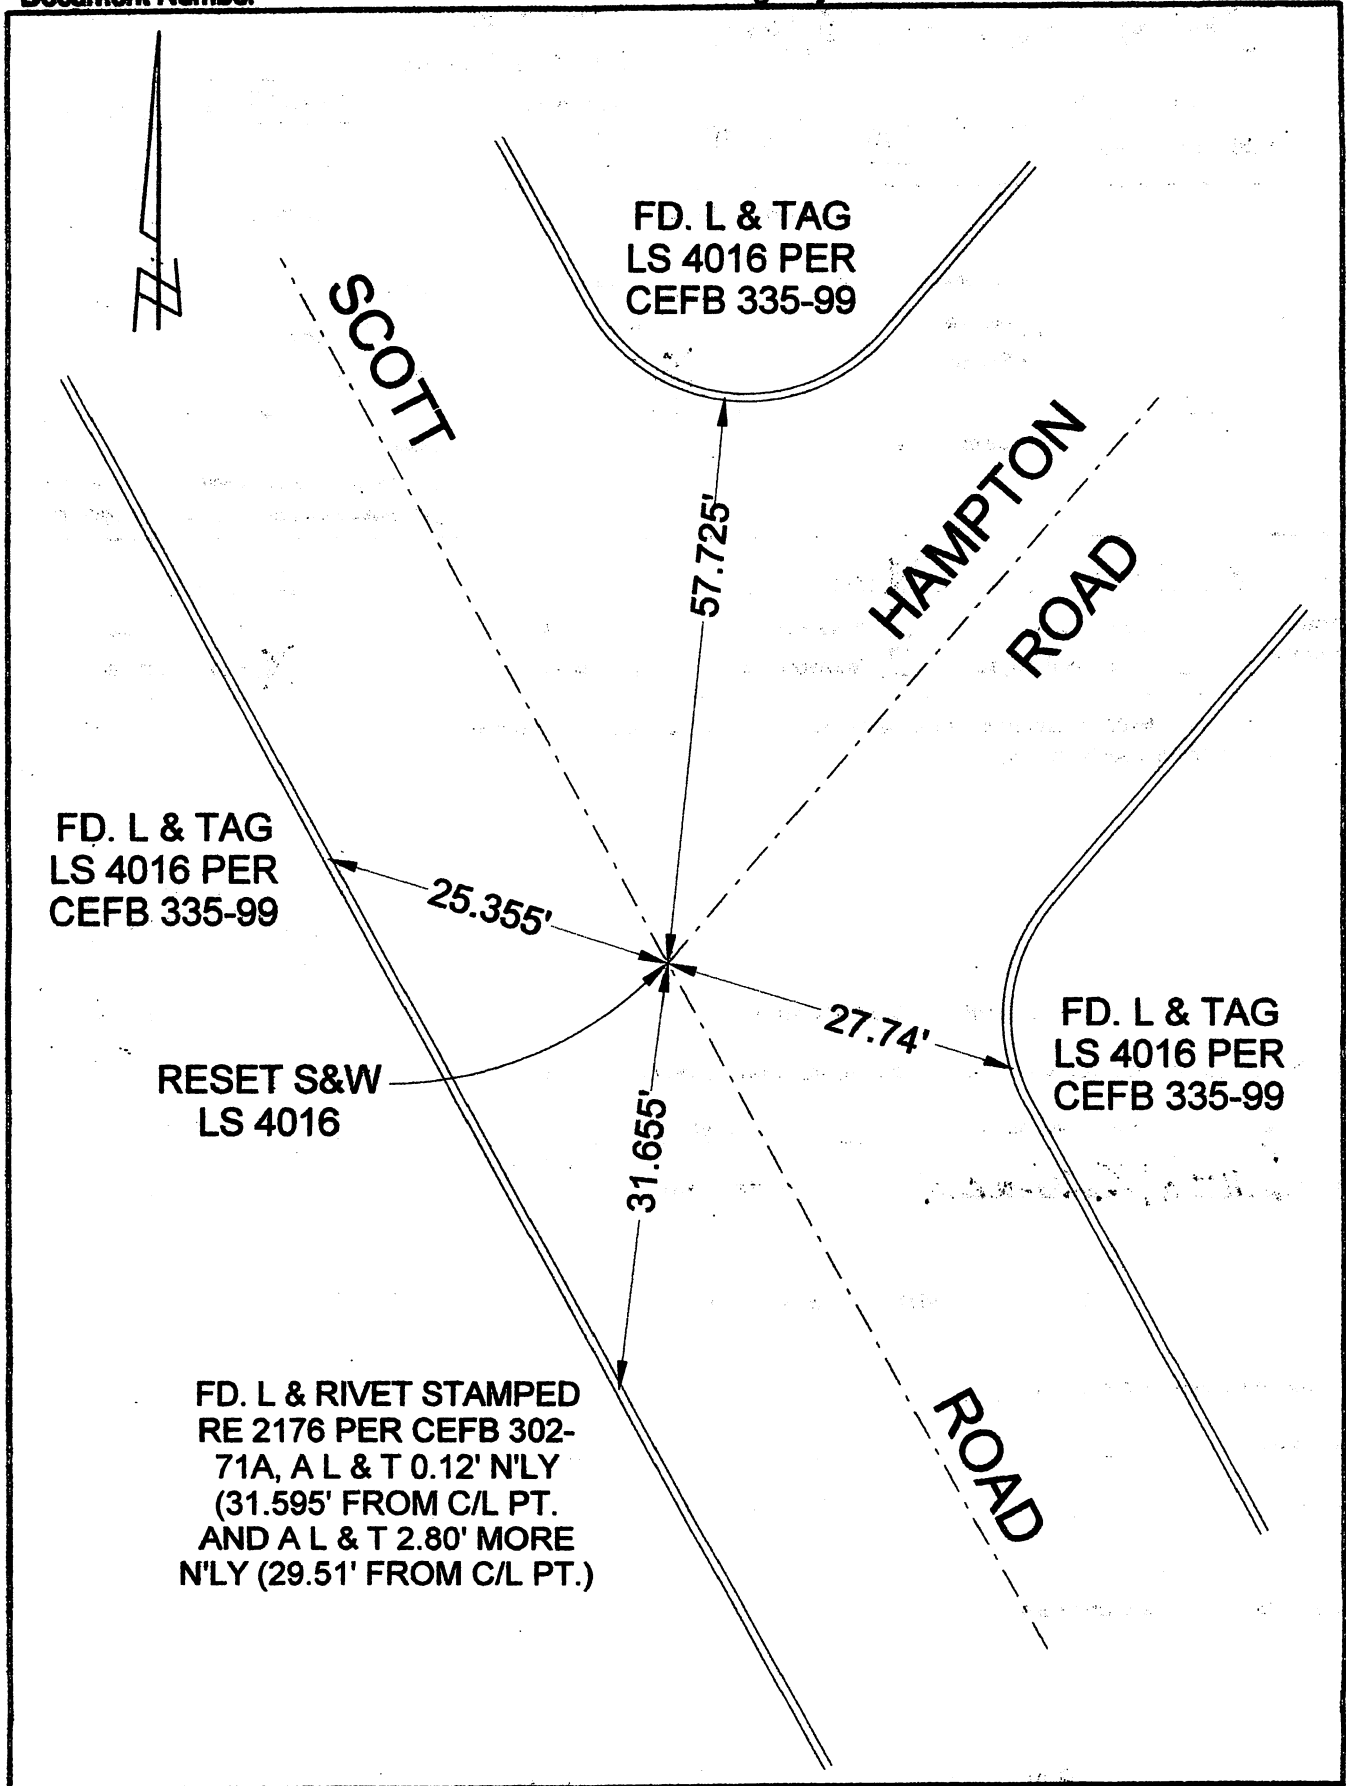 Document Number
FD. L & TAG
LS 4016 PER
CEFB 335-99
SCOTT
HAMPTON
ROAD
57.725'
FD. L & TAG
LS 4016 PER
CEFB 335-99
25.355'
27.74'
FD. L & TAG
LS 4016 PER
CEFB 335-99
RESET S&W
LS 4016
31.655'
FD. L & RIVET STAMPED
RE 2176 PER CEFB 302-
71A, A L & T 0.12' N'LY
(31.595' FROM C/L PT.
AND A L & T 2.80' MORE
N'LY (29.51' FROM C/L PT.)
ROAD